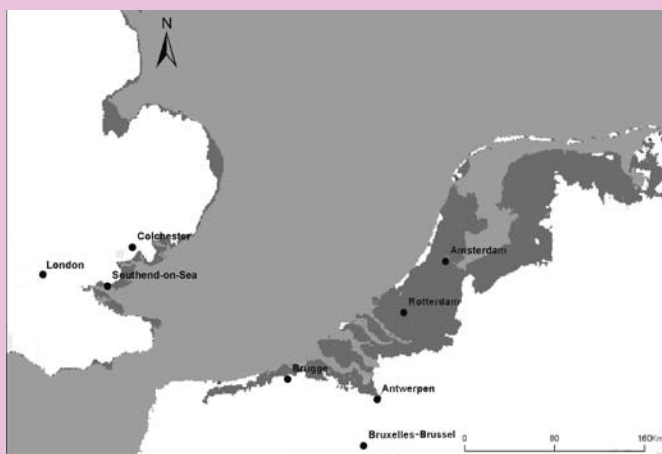 N
Colchester
London
Southend-on-Sea
Amsterdam
Rotterdam
Brugge
Antwerpen
Bruxelles-Brussel
0 80 160Km